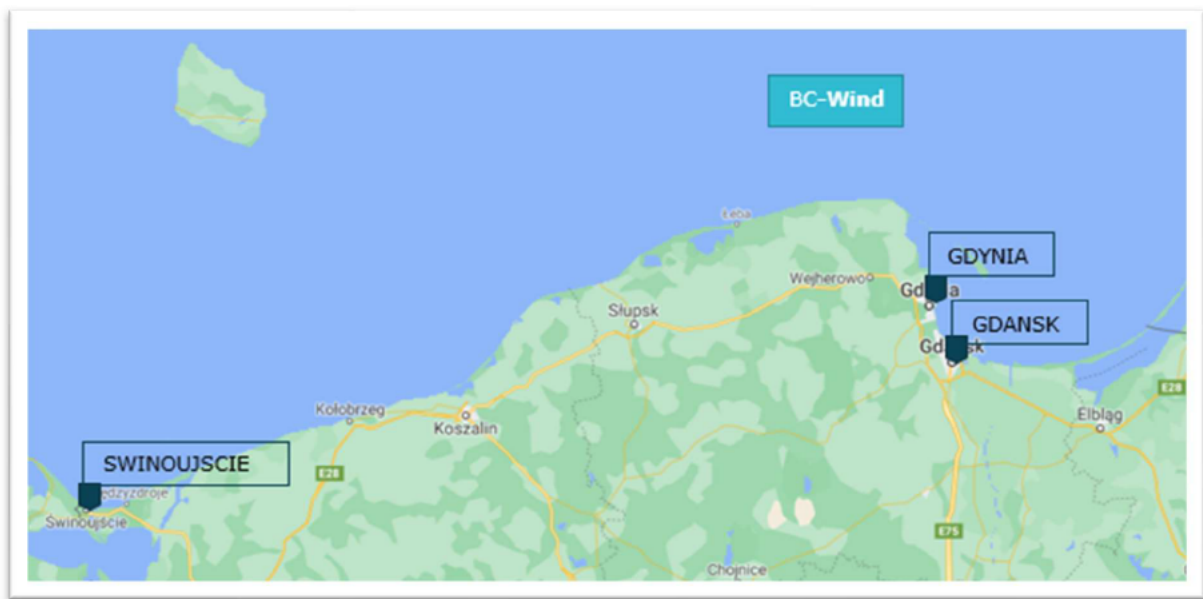 BC-Wind
Łeba
GDYNIA
Wejherowo
Słupsk
GDANSK
Kołobrzeg
Koszalin
E28
Elbląg
SWINOUJSCIE
E28
Świnoujście
E75
Chojnice